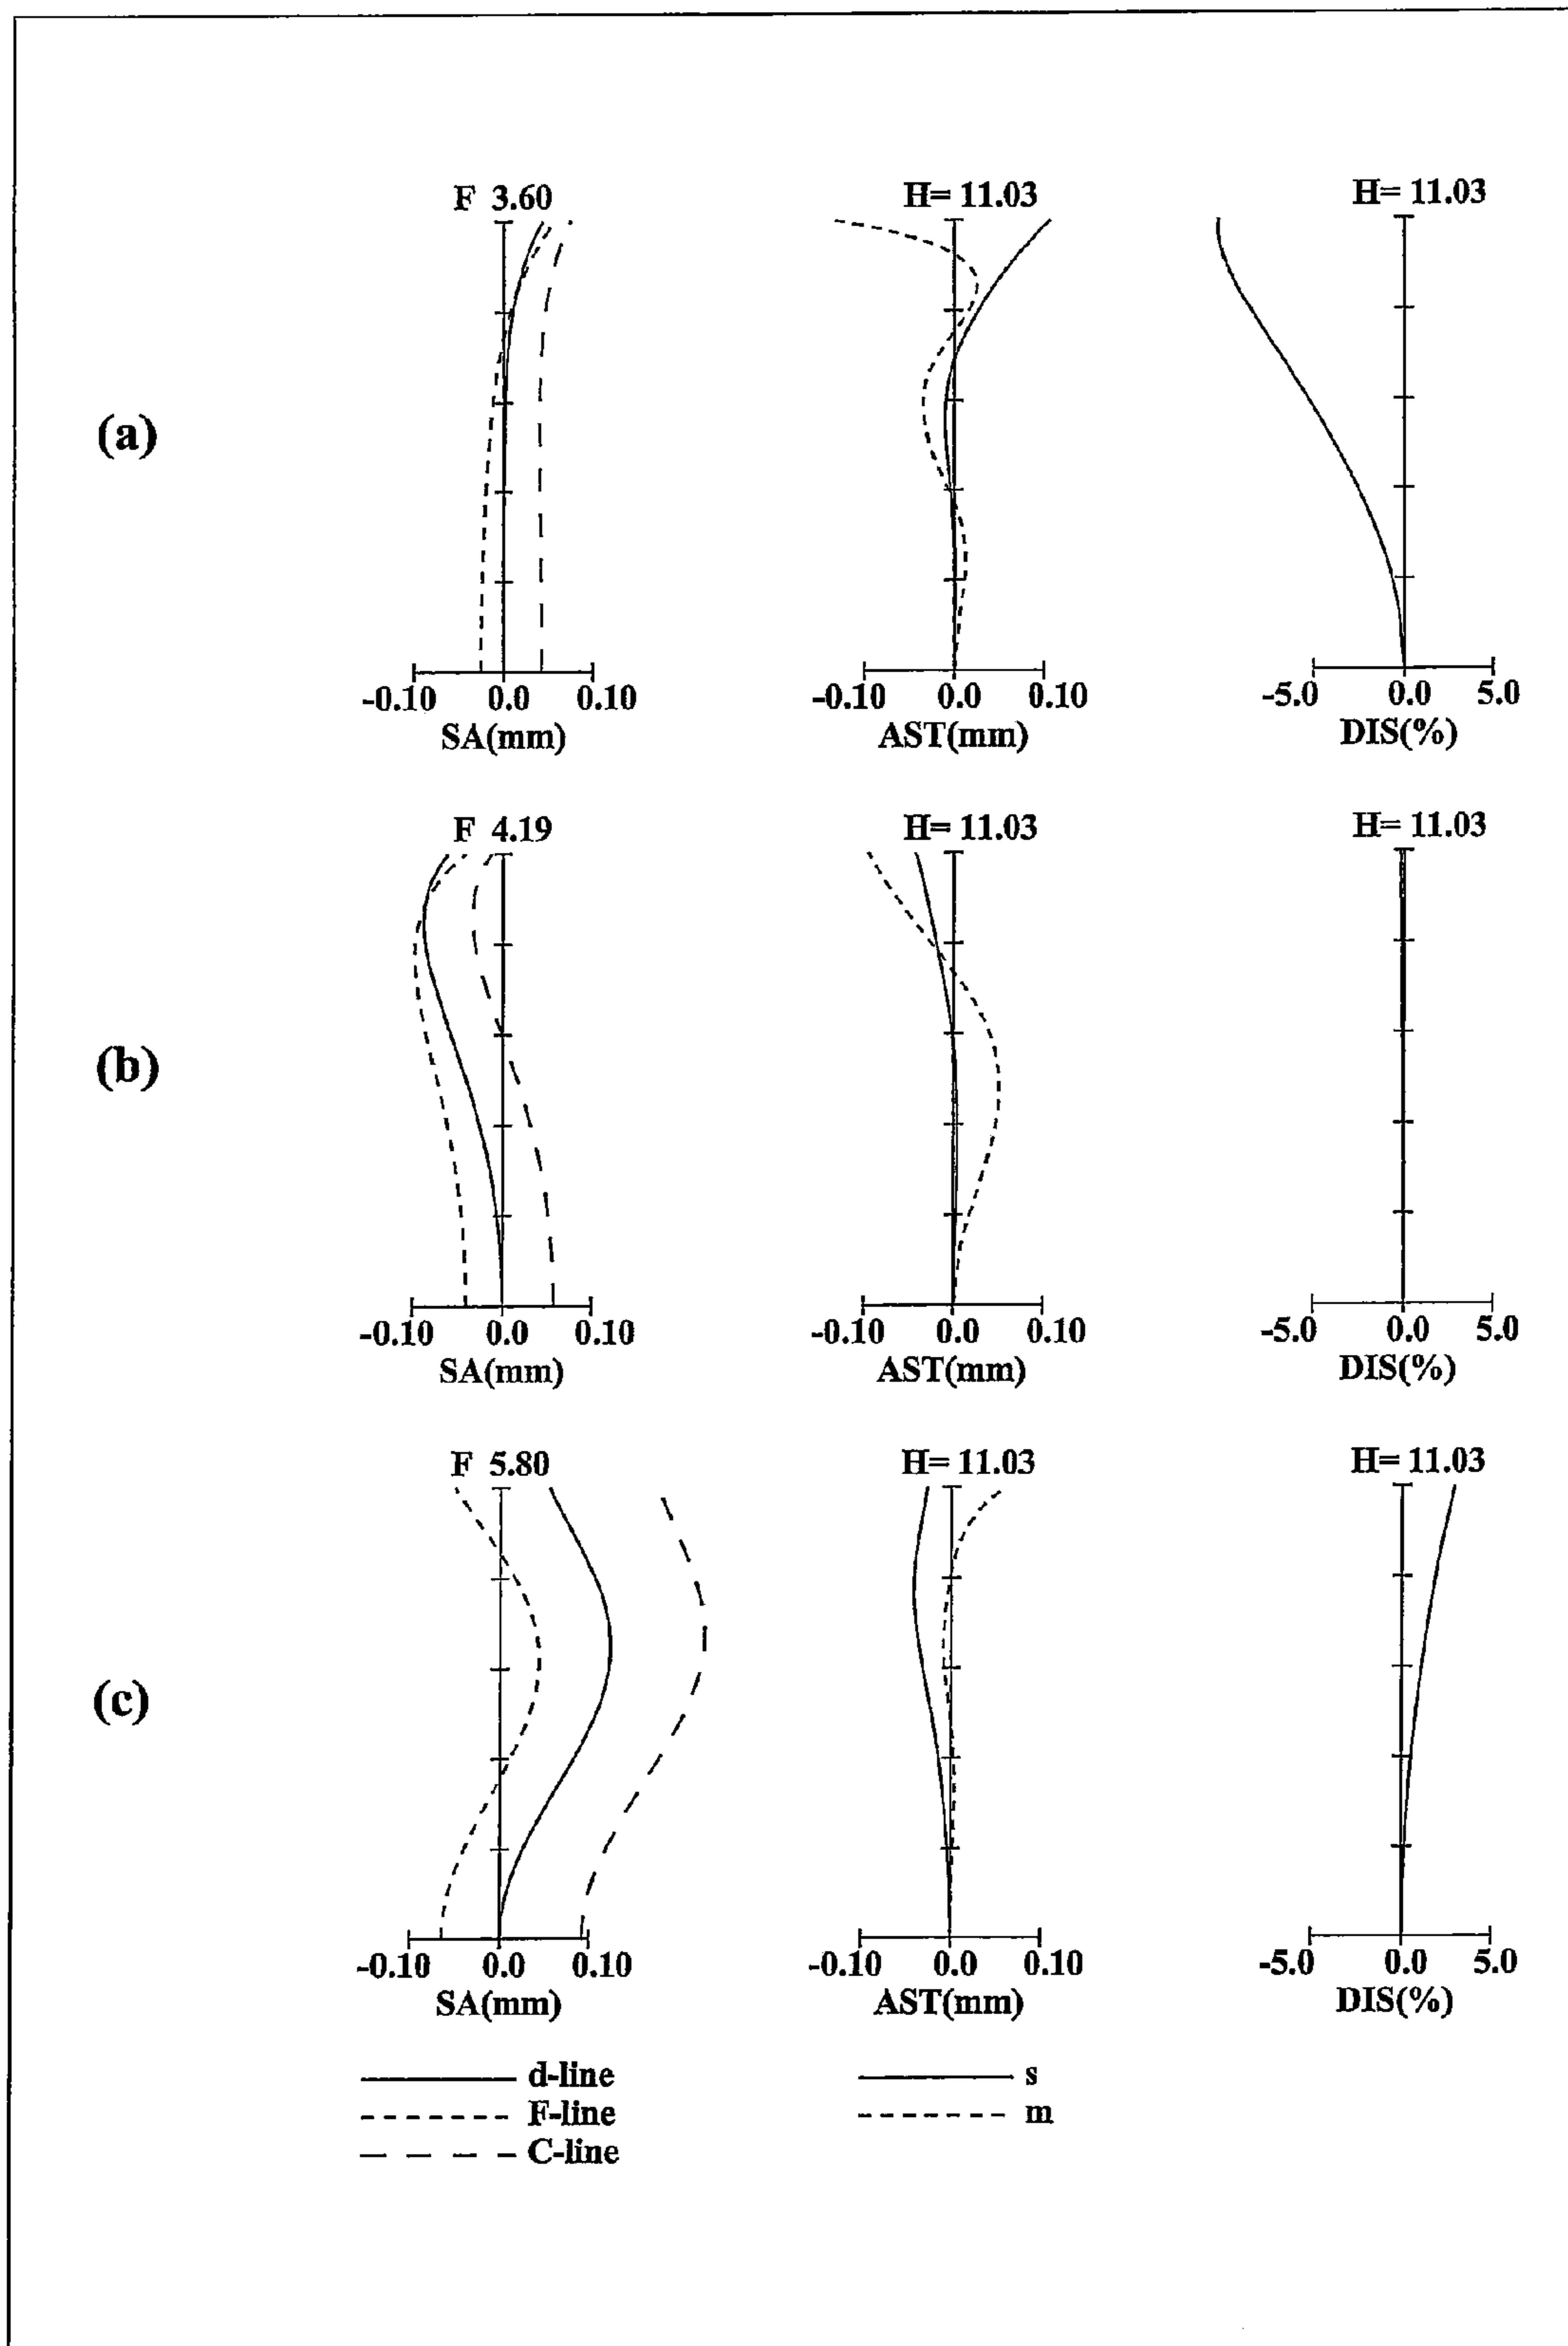 (a)
F 3.60
-0.10 0.0 0.10
SA(mm)
H= 11.03
-0.10 0.0 0.10
AST(mm)
H= 11.03
-5.0 0.0 5.0
DIS(%)
(b)
F 4.19
-0.10 0.0 0.10
SA(mm)
H= 11.03
-0.10 0.0 0.10
AST(mm)
H= 11.03
-5.0 0.0 5.0
DIS(%)
(c)
F 5.80
-0.10 0.0 0.10
SA(mm)
H= 11.03
-0.10 0.0 0.10
AST(mm)
H= 11.03
-5.0 0.0 5.0
DIS(%)
d-line
F-line
C-line
s
m